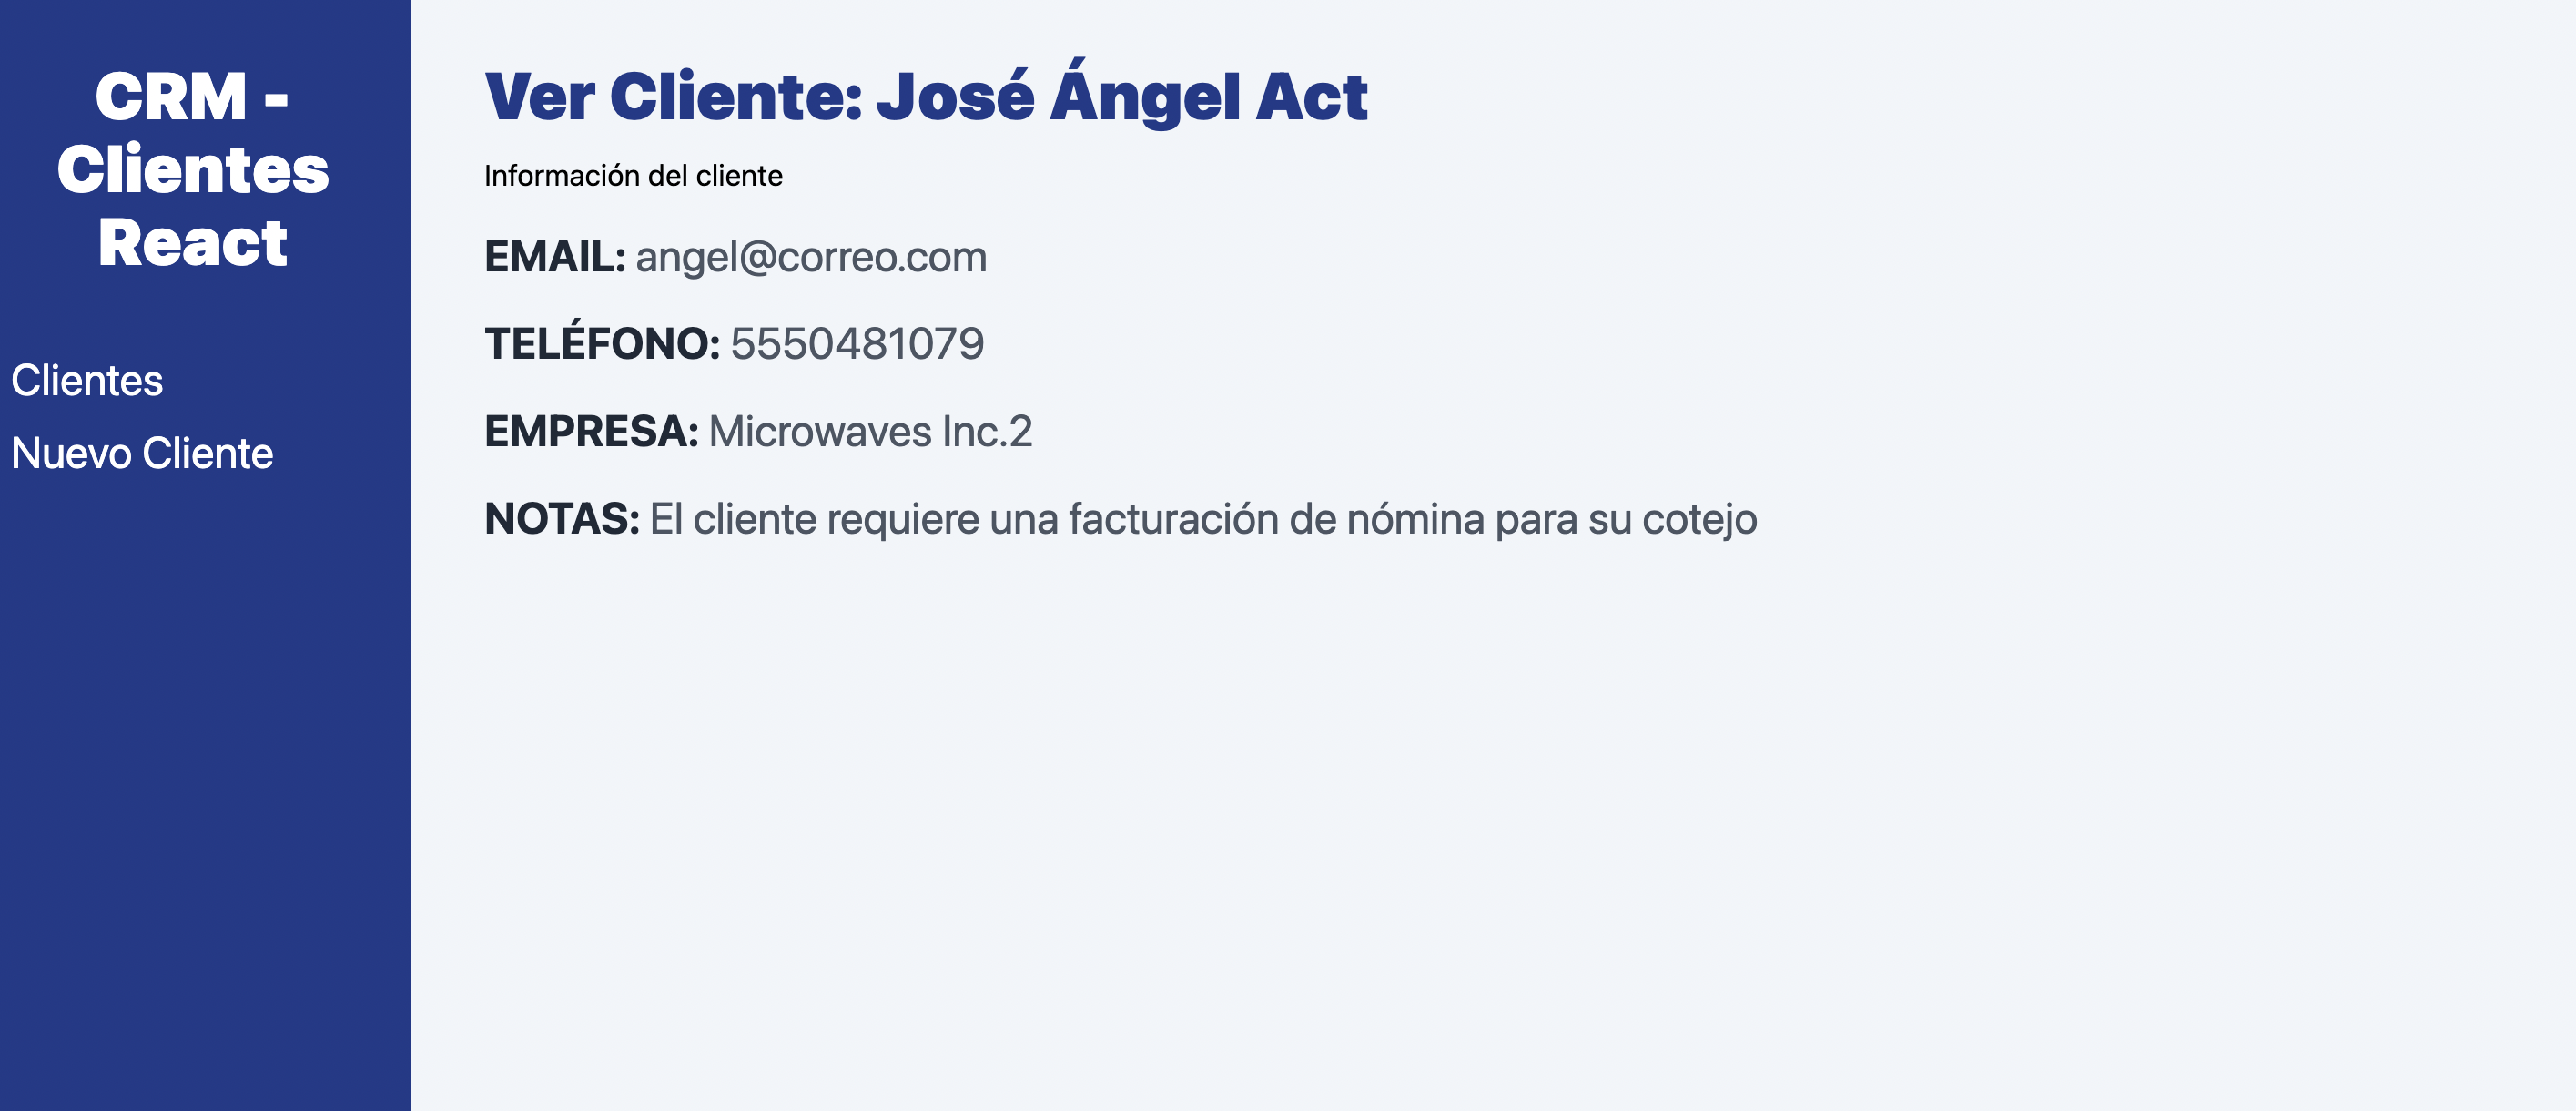 CRM -
Clientes
React
Clientes
Nuevo Cliente
Ver Cliente: José Ángel Act
Información del cliente
EMAIL: angel@correo.com
TELÉFONO: 5550481079
EMPRESA: Microwaves Inc.2
NOTAS: El cliente requiere una facturación de nómina para su cotejo